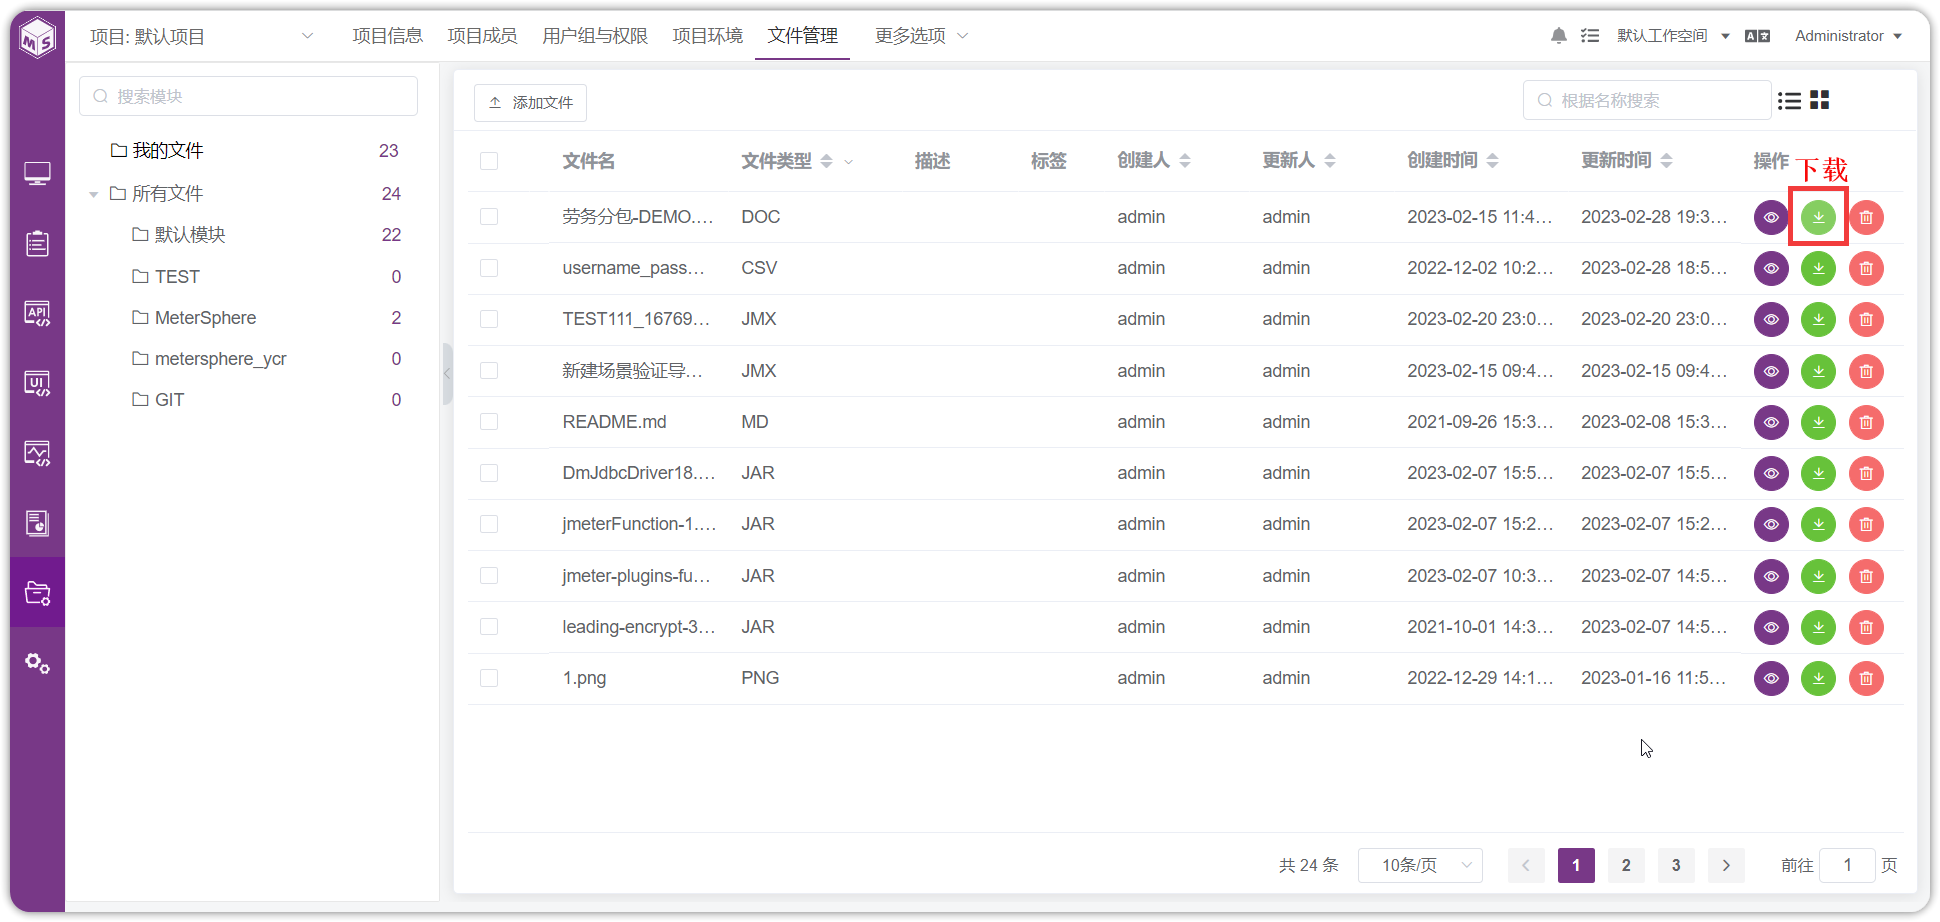 MS
项目: 默认项目 项目信息 项目成员 用户组与权限 项目环境 文件管理 更多选项 默认工作空间 A文 Administrator
搜索模块
我的文件 23
所有文件 24
默认模块 22
TEST 0
MeterSphere 2
metersphere_ycr 0
GIT 0
API
UI
添加文件 根据名称搜索
文件名 文件类型 描述 标签 创建人 更新人 创建时间 更新时间 操作 下载
劳务分包-DEMO.... DOC admin admin 2023-02-15 11:4... 2023-02-28 19:3...
username_pass... CSV admin admin 2022-12-02 10:2... 2023-02-28 18:5...
TEST111_16769... JMX admin admin 2023-02-20 23:0... 2023-02-20 23:0...
新建场景验证导... JMX admin admin 2023-02-15 09:4... 2023-02-15 09:4...
README.md MD admin admin 2021-09-26 15:3... 2023-02-08 15:3...
DmJdbcDriver18.... JAR admin admin 2023-02-07 15:5... 2023-02-07 15:5...
jmeterFunction-1.... JAR admin admin 2023-02-07 15:2... 2023-02-07 15:2...
jmeter-plugins-fu... JAR admin admin 2023-02-07 10:3... 2023-02-07 14:5...
leading-encrypt-3... JAR admin admin 2021-10-01 14:3... 2023-02-07 14:5...
1.png PNG admin admin 2022-12-29 14:1... 2023-01-16 11:5...
共 24 条 10条/页 1 2 3 前往 1 页